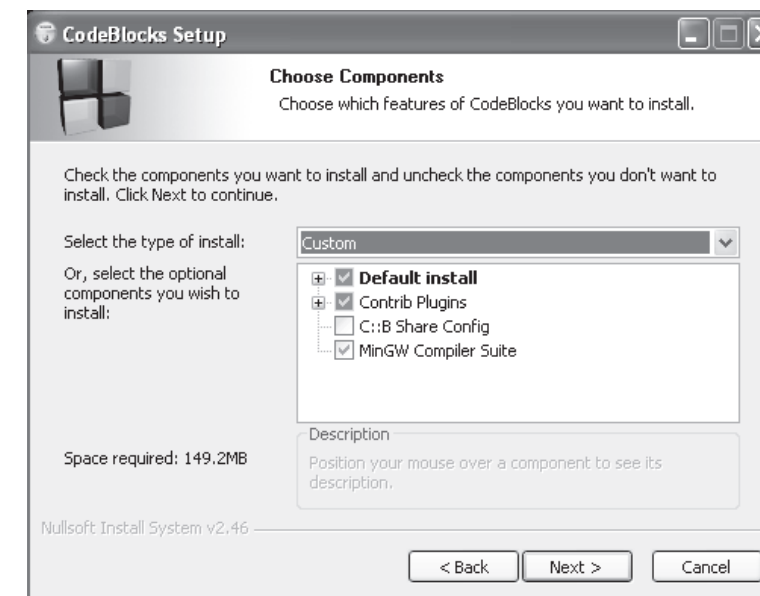 CodeBlocks Setup
Choose Components
Choose which features of CodeBlocks you want to install.
Check the components you want to install and uncheck the components you don't want to
install. Click Next to continue.
Select the type of install:
Custom
Or, select the optional
components you wish to
install:
Default install
Contrib Plugins
C::B Share Config
MinGW Compiler Suite
Space required: 149.2MB
Description
Position your mouse over a component to see its
description.
Nullsoft Install System v2.46
< Back
Next >
Cancel